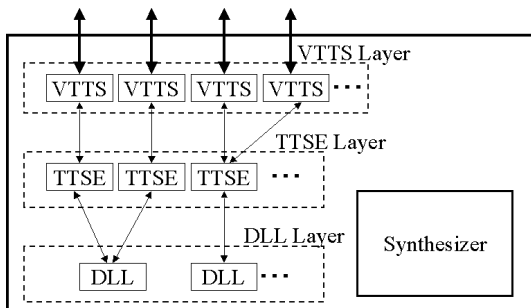 VTTS Layer
VTTS VTTS VTTS VTTS ...
TTSE Layer
TTSE TTSE TTSE ...
DLL Layer
DLL DLL ...
Synthesizer